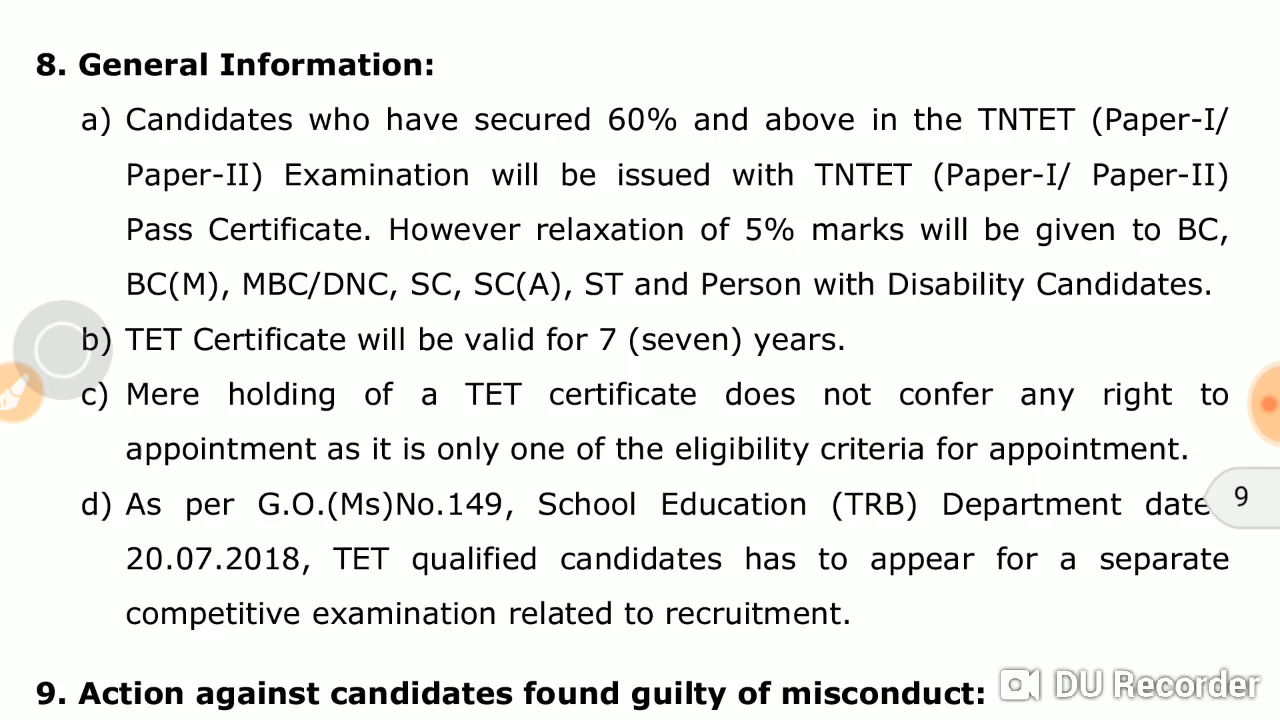 8. General Information:
a) Candidates who have secured 60% and above in the TNTET (Paper-I/
Paper-II) Examination will be issued with TNTET (Paper-I/ Paper-II)
Pass Certificate. However relaxation of 5% marks will be given to BC,
BC(M), MBC/DNC, SC, SC(A), ST and Person with Disability Candidates.
b) TET Certificate will be valid for 7 (seven) years.
c) Mere holding of a TET certificate does not confer any right to
appointment as it is only one of the eligibility criteria for appointment.
d) As per G.O.(Ms)No.149, School Education (TRB) Department date
9
20.07.2018, TET qualified candidates has to appear for a separate
competitive examination related to recruitment.
9. Action against candidates found guilty of misconduct:
DU Recorder